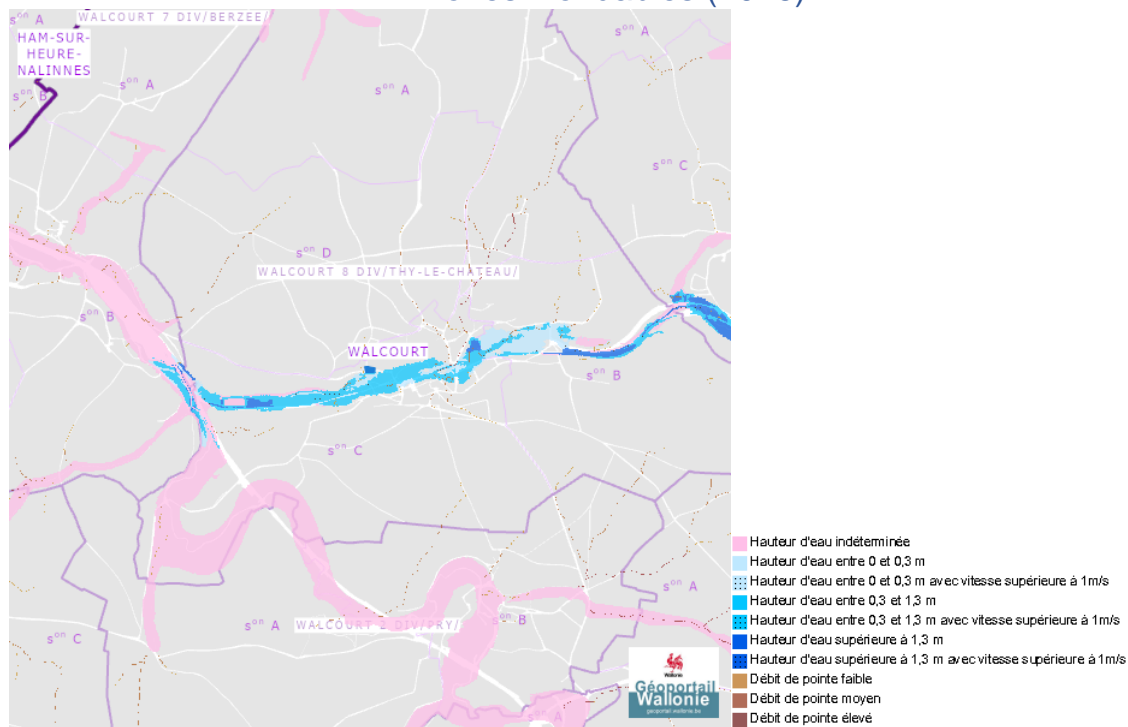 WALCOURT 7 DIV/BERZEE/
HAM-SUR-
HEURE-
NALINNES
sᵒⁿ A
sᵒⁿ A
sᵒⁿ A
sᵒⁿ B
sᵒⁿ C
sᵒⁿ D
WALCOURT 8 DIV/THY-LE-CHATEAU/
sᵒⁿ B
WALCOURT
sᵒⁿ B
sᵒⁿ C
sᵒⁿ A
sᵒⁿ B
WALCOURT 2 DIV/PRY/
sᵒⁿ A
sᵒⁿ C
sᵒⁿ A
Wallonie
Géoportail
Wallonie
geoportail.wallonie.be
Hauteur d'eau indéterminée
Hauteur d'eau entre 0 et 0,3 m
Hauteur d'eau entre 0 et 0,3 m avec vitesse supérieure à 1m/s
Hauteur d'eau entre 0,3 et 1,3 m
Hauteur d'eau entre 0,3 et 1,3 m avec vitesse supérieure à 1m/s
Hauteur d'eau supérieure à 1,3 m
Hauteur d'eau supérieure à 1,3 m avec vitesse supérieure à 1m/s
Débit de pointe faible
Débit de pointe moyen
Débit de pointe élevé